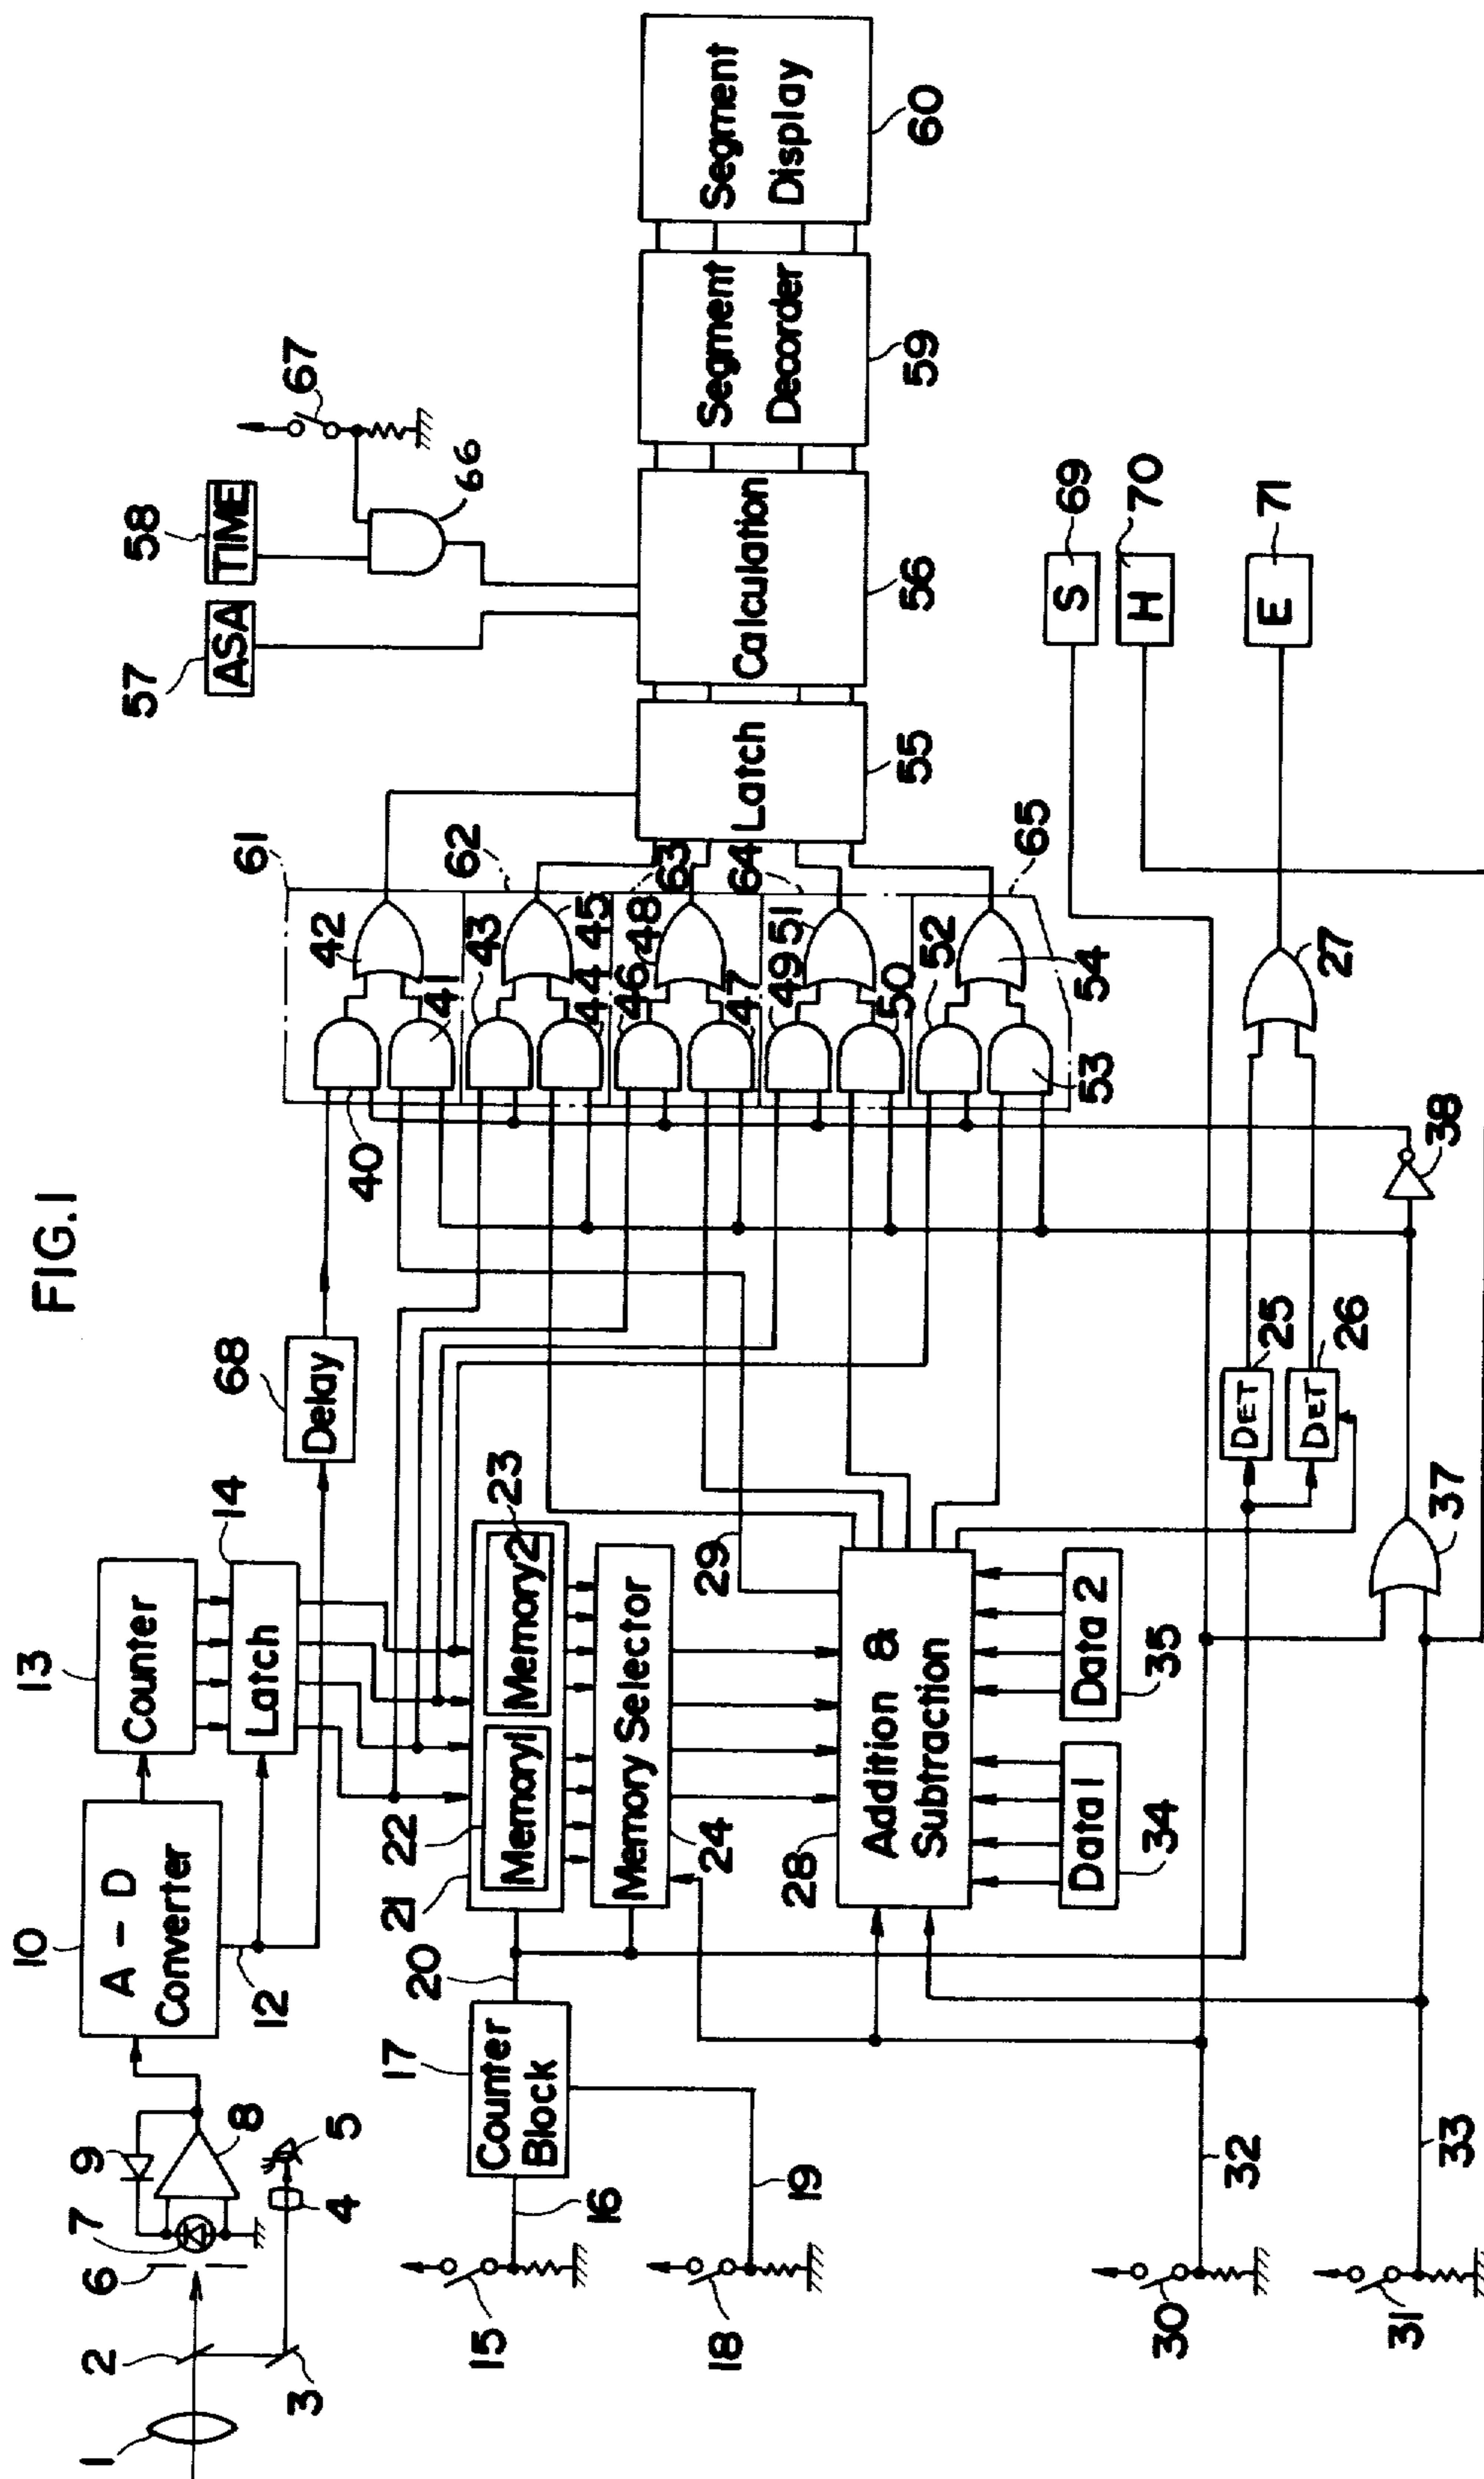 FIG.1
1
2
3
4
5
6
7
8
9
10
A-D
Converter
12
13
Counter
14
Latch
68
Delay
15
16
17
Counter
Block
18
19
20
21
22
Memory1
23
Memory2
Memory Selector
24
28
Addition &
Subtraction
29
Data 1
34
Data 2
35
30
31
32
33
25
DET
26
DET
27
37
38
40
41
42
43
44
45
46
47
48
49
50
51
52
53
54
61
62
63
64
65
Latch
55
Calculation
56
57
ASA
58
TIME
66
67
Segment
Decorder
59
Segment
Display
60
S
69
H
70
E
71